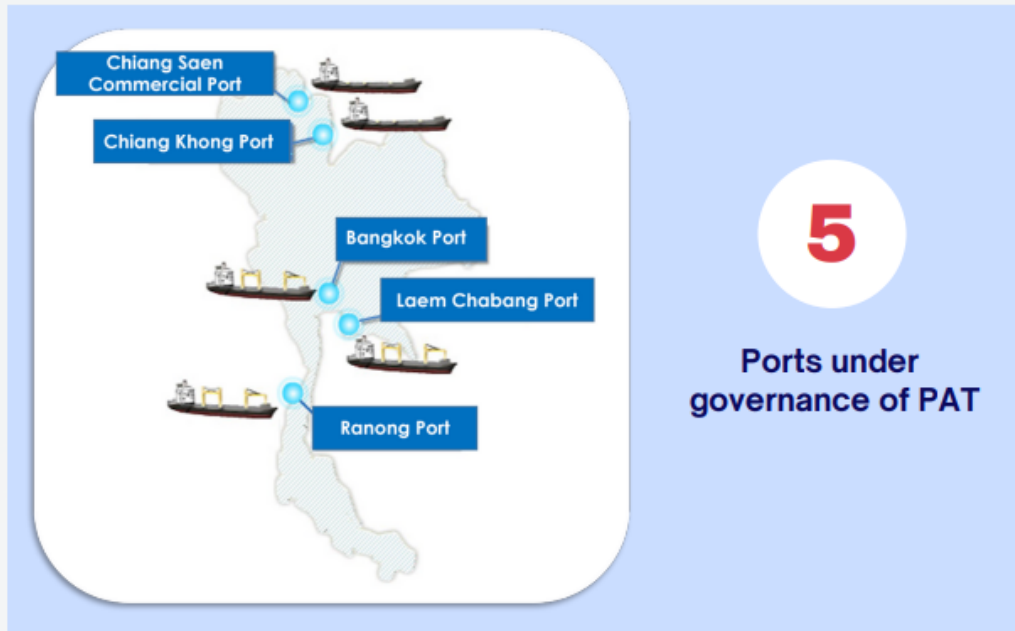 Chiang Saen
Commercial Port
Chiang Khong Port
Bangkok Port
Laem Chabang Port
Ranong Port
5
Ports under
governance of PAT